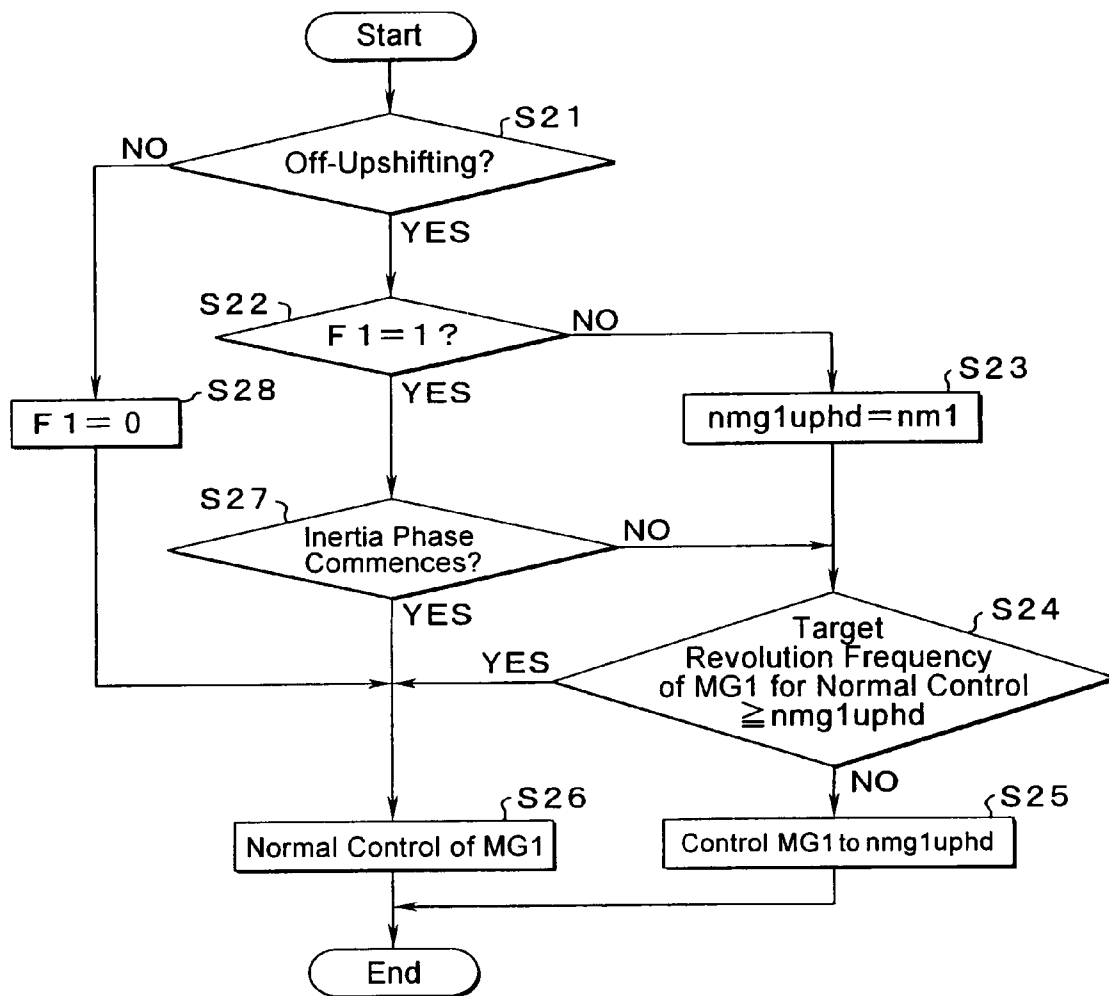 Start
S21
NO
Off-Upshifting?
YES
S22
F1=1?
NO
YES
S28
F1=0
S23
nmg1uphd=nm1
S27
Inertia Phase
Commences?
NO
YES
S24
Target
Revolution Frequency
of MG1 for Normal Control
≧nmg1uphd
YES
NO
S26
Normal Control of MG1
S25
Control MG1 to nmg1uphd
End